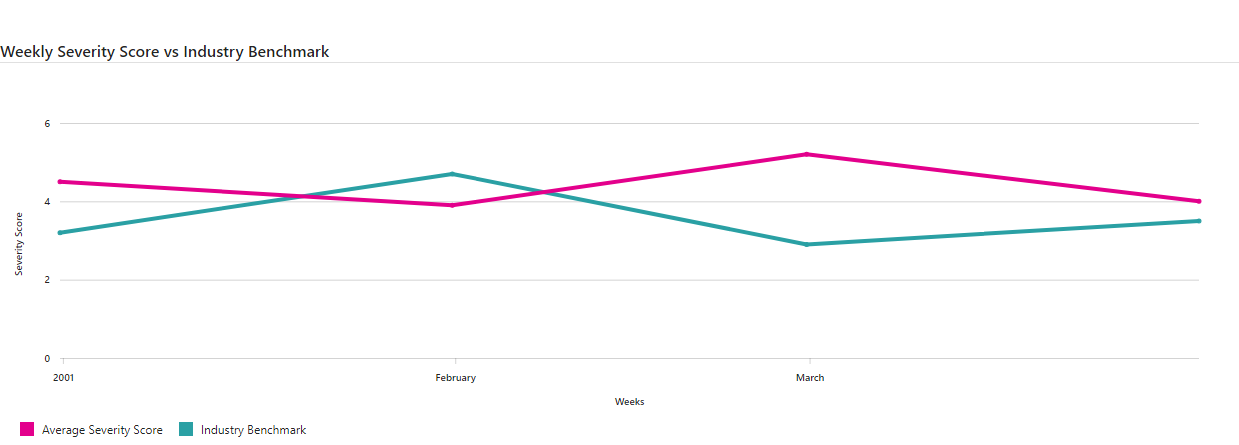 Weekly Severity Score vs Industry Benchmark
6
4
2
0
Severity Score
2001
February
March
Weeks
Average Severity Score
Industry Benchmark